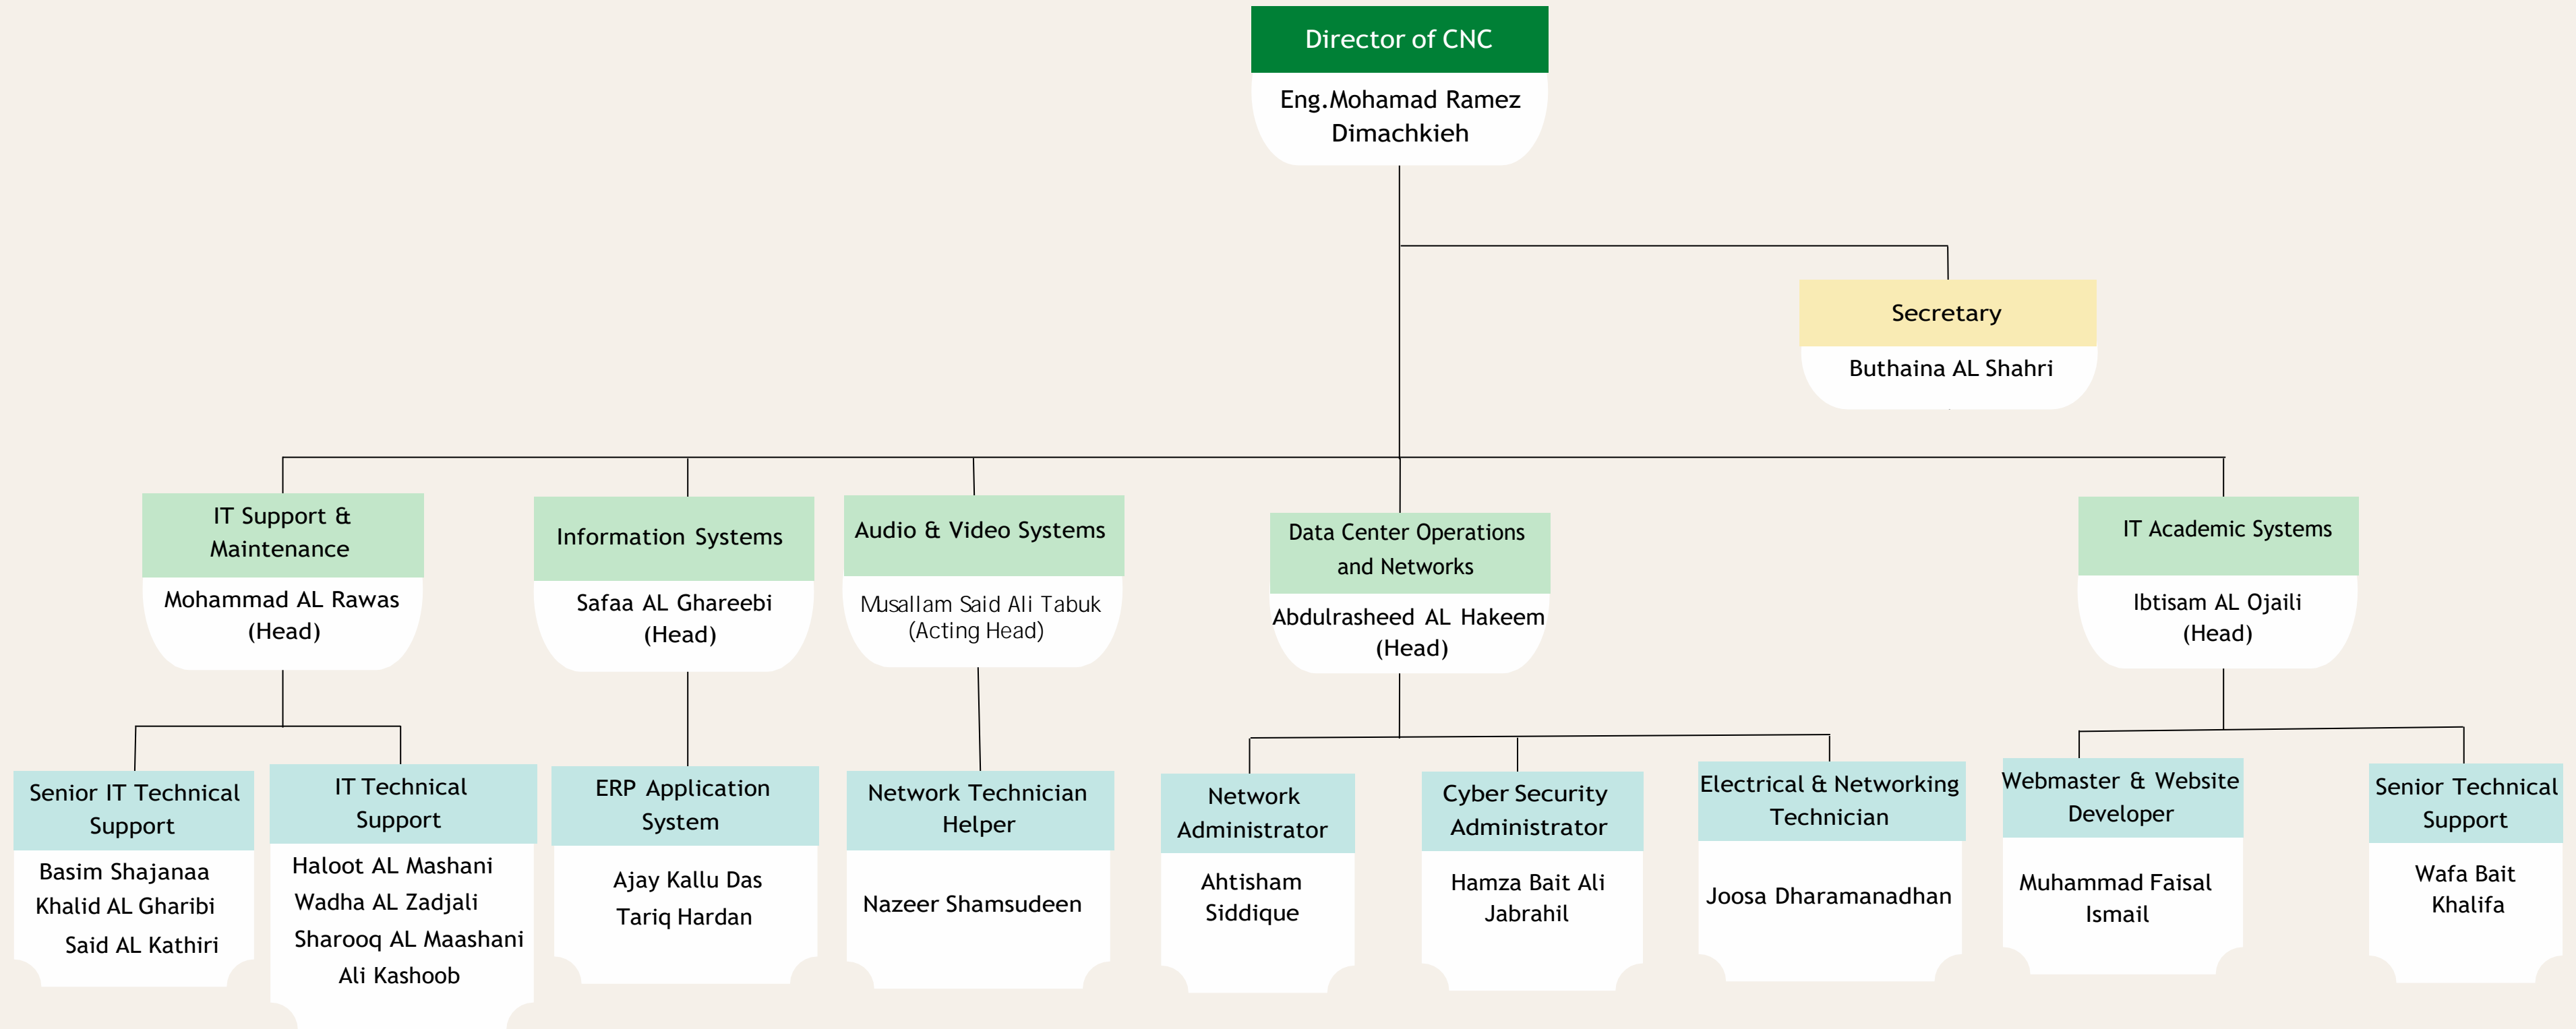 Director of CNC
Eng.Mohamad Ramez
Dimachkieh
Secretary
Buthaina AL Shahri
IT Support &
Maintenance
Mohammad AL Rawas
(Head)
Information Systems
Safaa AL Ghareebi
(Head)
Audio & Video Systems
Musallam Said Ali Tabuk
(Acting Head)
Data Center Operations
and Networks
Abdulrasheed AL Hakeem
(Head)
IT Academic Systems
Ibtisam AL Ojaili
(Head)
Senior IT Technical
Support
Basim Shajanaa
Khalid AL Gharibi
Said AL Kathiri
IT Technical
Support
Haloot AL Mashani
Wadha AL Zadjali
Sharooq AL Maashani
Ali Kashoob
ERP Application
System
Ajay Kallu Das
Tariq Hardan
Network Technician
Helper
Nazeer Shamsudeen
Network
Administrator
Ahtisham
Siddique
Cyber Security
Administrator
Hamza Bait Ali
Jabrahil
Electrical & Networking
Technician
Joosa Dharamanadhan
Webmaster & Website
Developer
Muhammad Faisal
Ismail
Senior Technical
Support
Wafa Bait
Khalifa